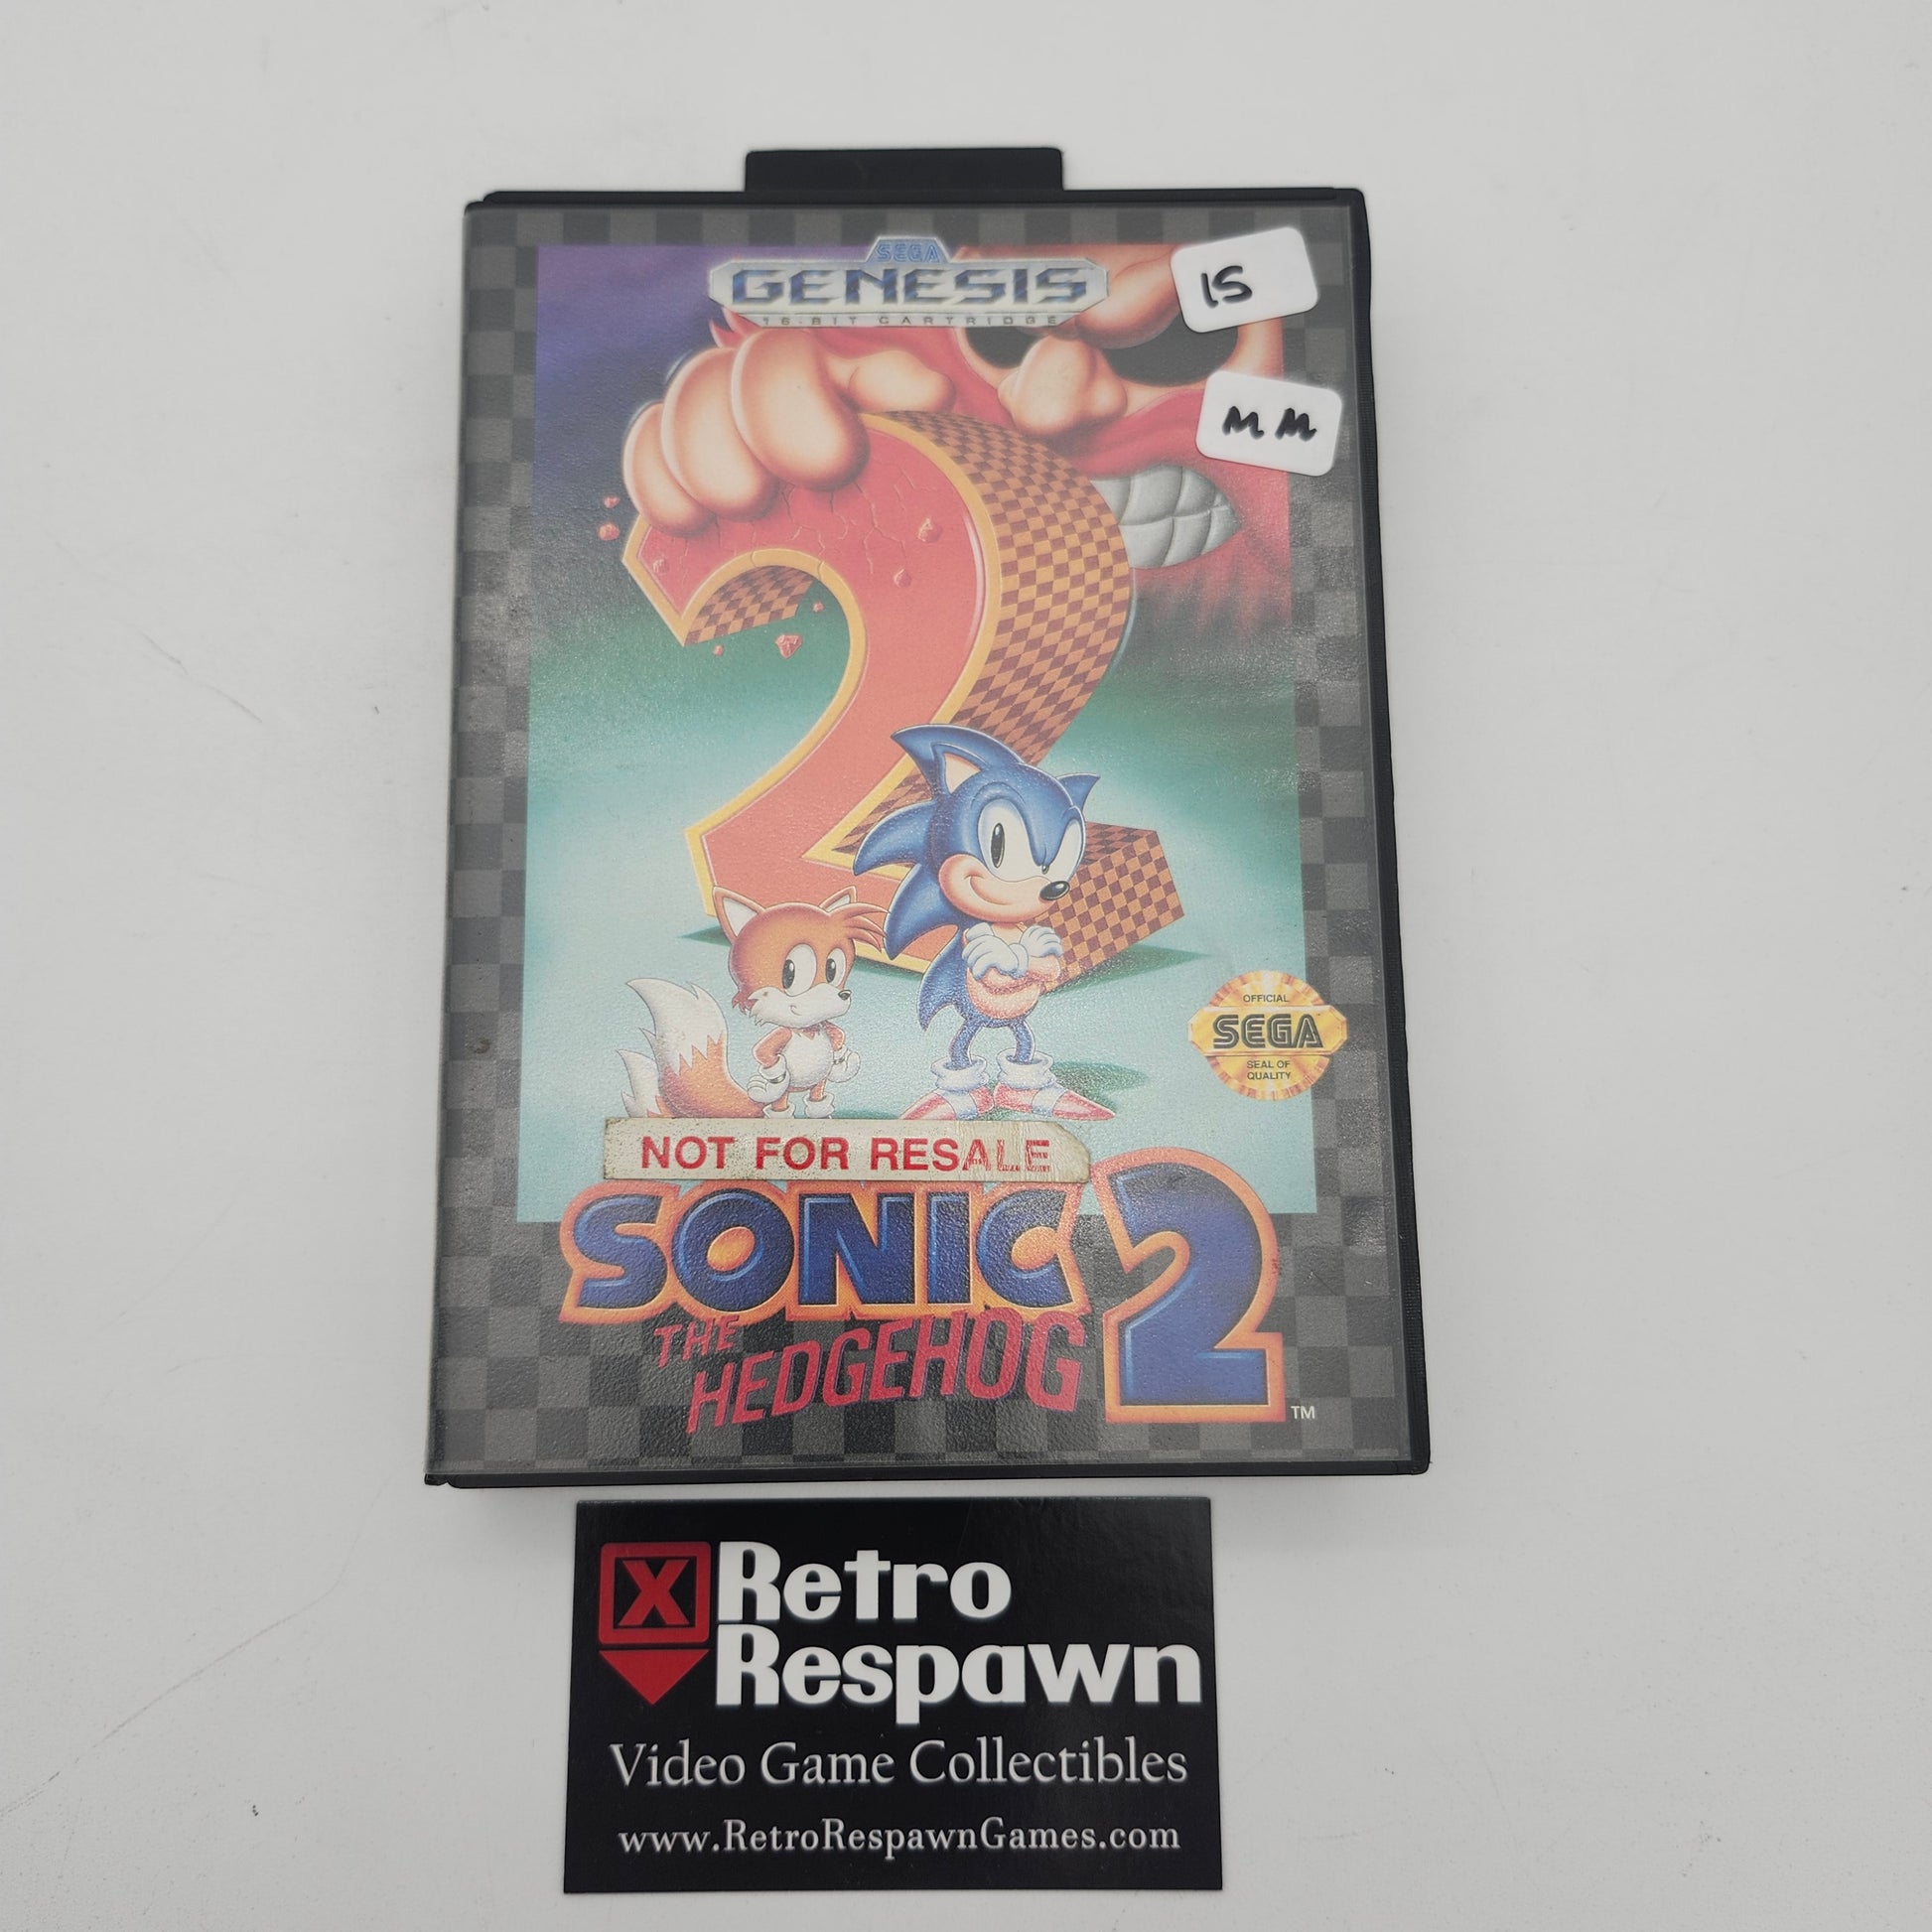 SEGA
GENESIS
16-BIT CARTRIDGE
15
MM
OFFICIAL
SEGA
SEAL OF
QUALITY
NOT FOR RESALE
SONIC 2
THE
HEDGEHOG
TM
X Retro
Respawn
Video Game Collectibles
www.RetroRespawnGames.com